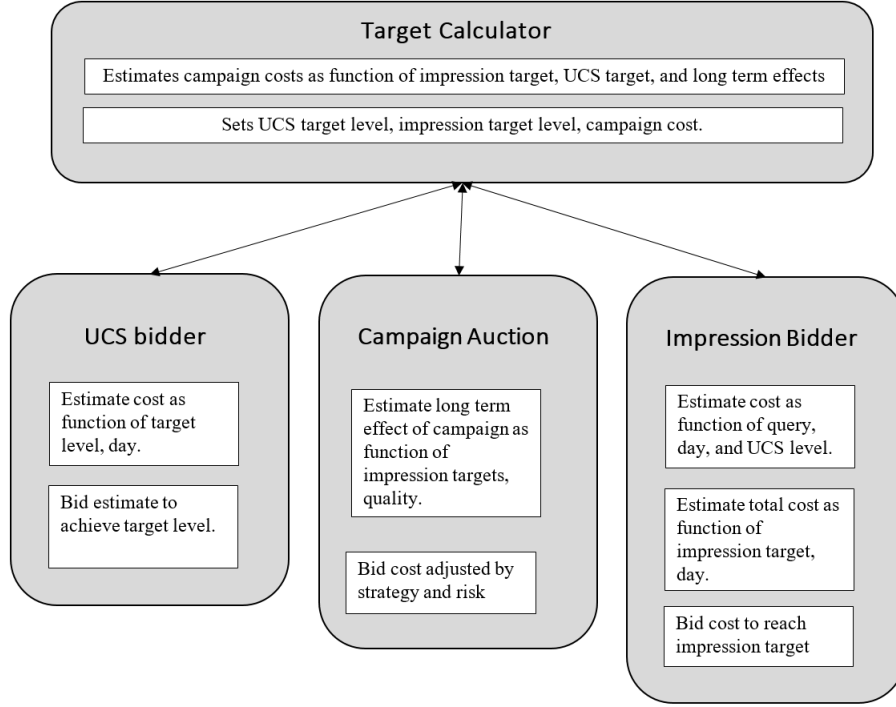 Target Calculator
Estimates campaign costs as function of impression target, UCS target, and long term effects
Sets UCS target level, impression target level, campaign cost.
UCS bidder
Estimate cost as
function of target
level, day.
Bid estimate to
achieve target level.
Campaign Auction
Estimate long term
effect of campaign as
function of
impression targets,
quality.
Bid cost adjusted by
strategy and risk
Impression Bidder
Estimate cost as
function of query,
day, and UCS level.
Estimate total cost as
function of
impression target,
day.
Bid cost to reach
impression target